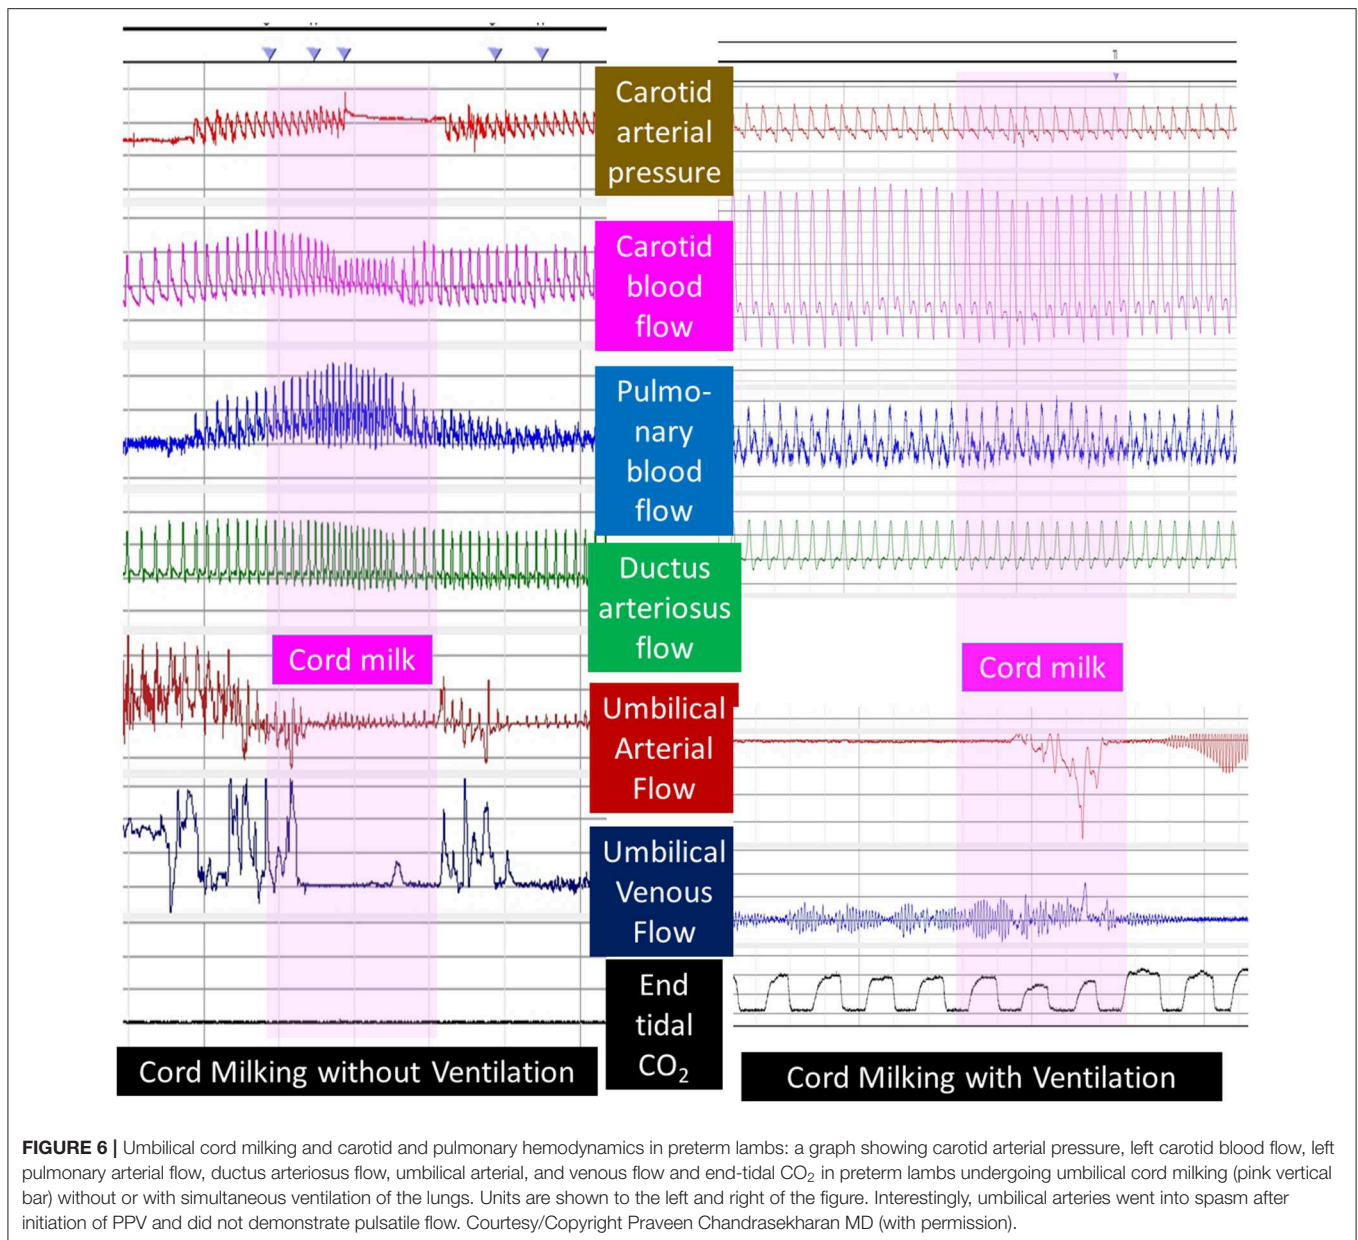 Carotid
arterial
pressure
Carotid
blood
flow
Pulmo-
nary
blood
flow
Ductus
arteriosus
flow
Cord milk
Cord milk
Umbilical
Arterial
Flow
Umbilical
Venous
Flow
End
tidal
CO₂
Cord Milking without Ventilation
Cord Milking with Ventilation
FIGURE 6 | Umbilical cord milking and carotid and pulmonary hemodynamics in preterm lambs: a graph showing carotid arterial pressure, left carotid blood flow, left
pulmonary arterial flow, ductus arteriosus flow, umbilical arterial, and venous flow and end-tidal CO₂ in preterm lambs undergoing umbilical cord milking (pink vertical
bar) without or with simultaneous ventilation of the lungs. Units are shown to the left and right of the figure. Interestingly, umbilical arteries went into spasm after
initiation of PPV and did not demonstrate pulsatile flow. Courtesy/Copyright Praveen Chandrasekharan MD (with permission).